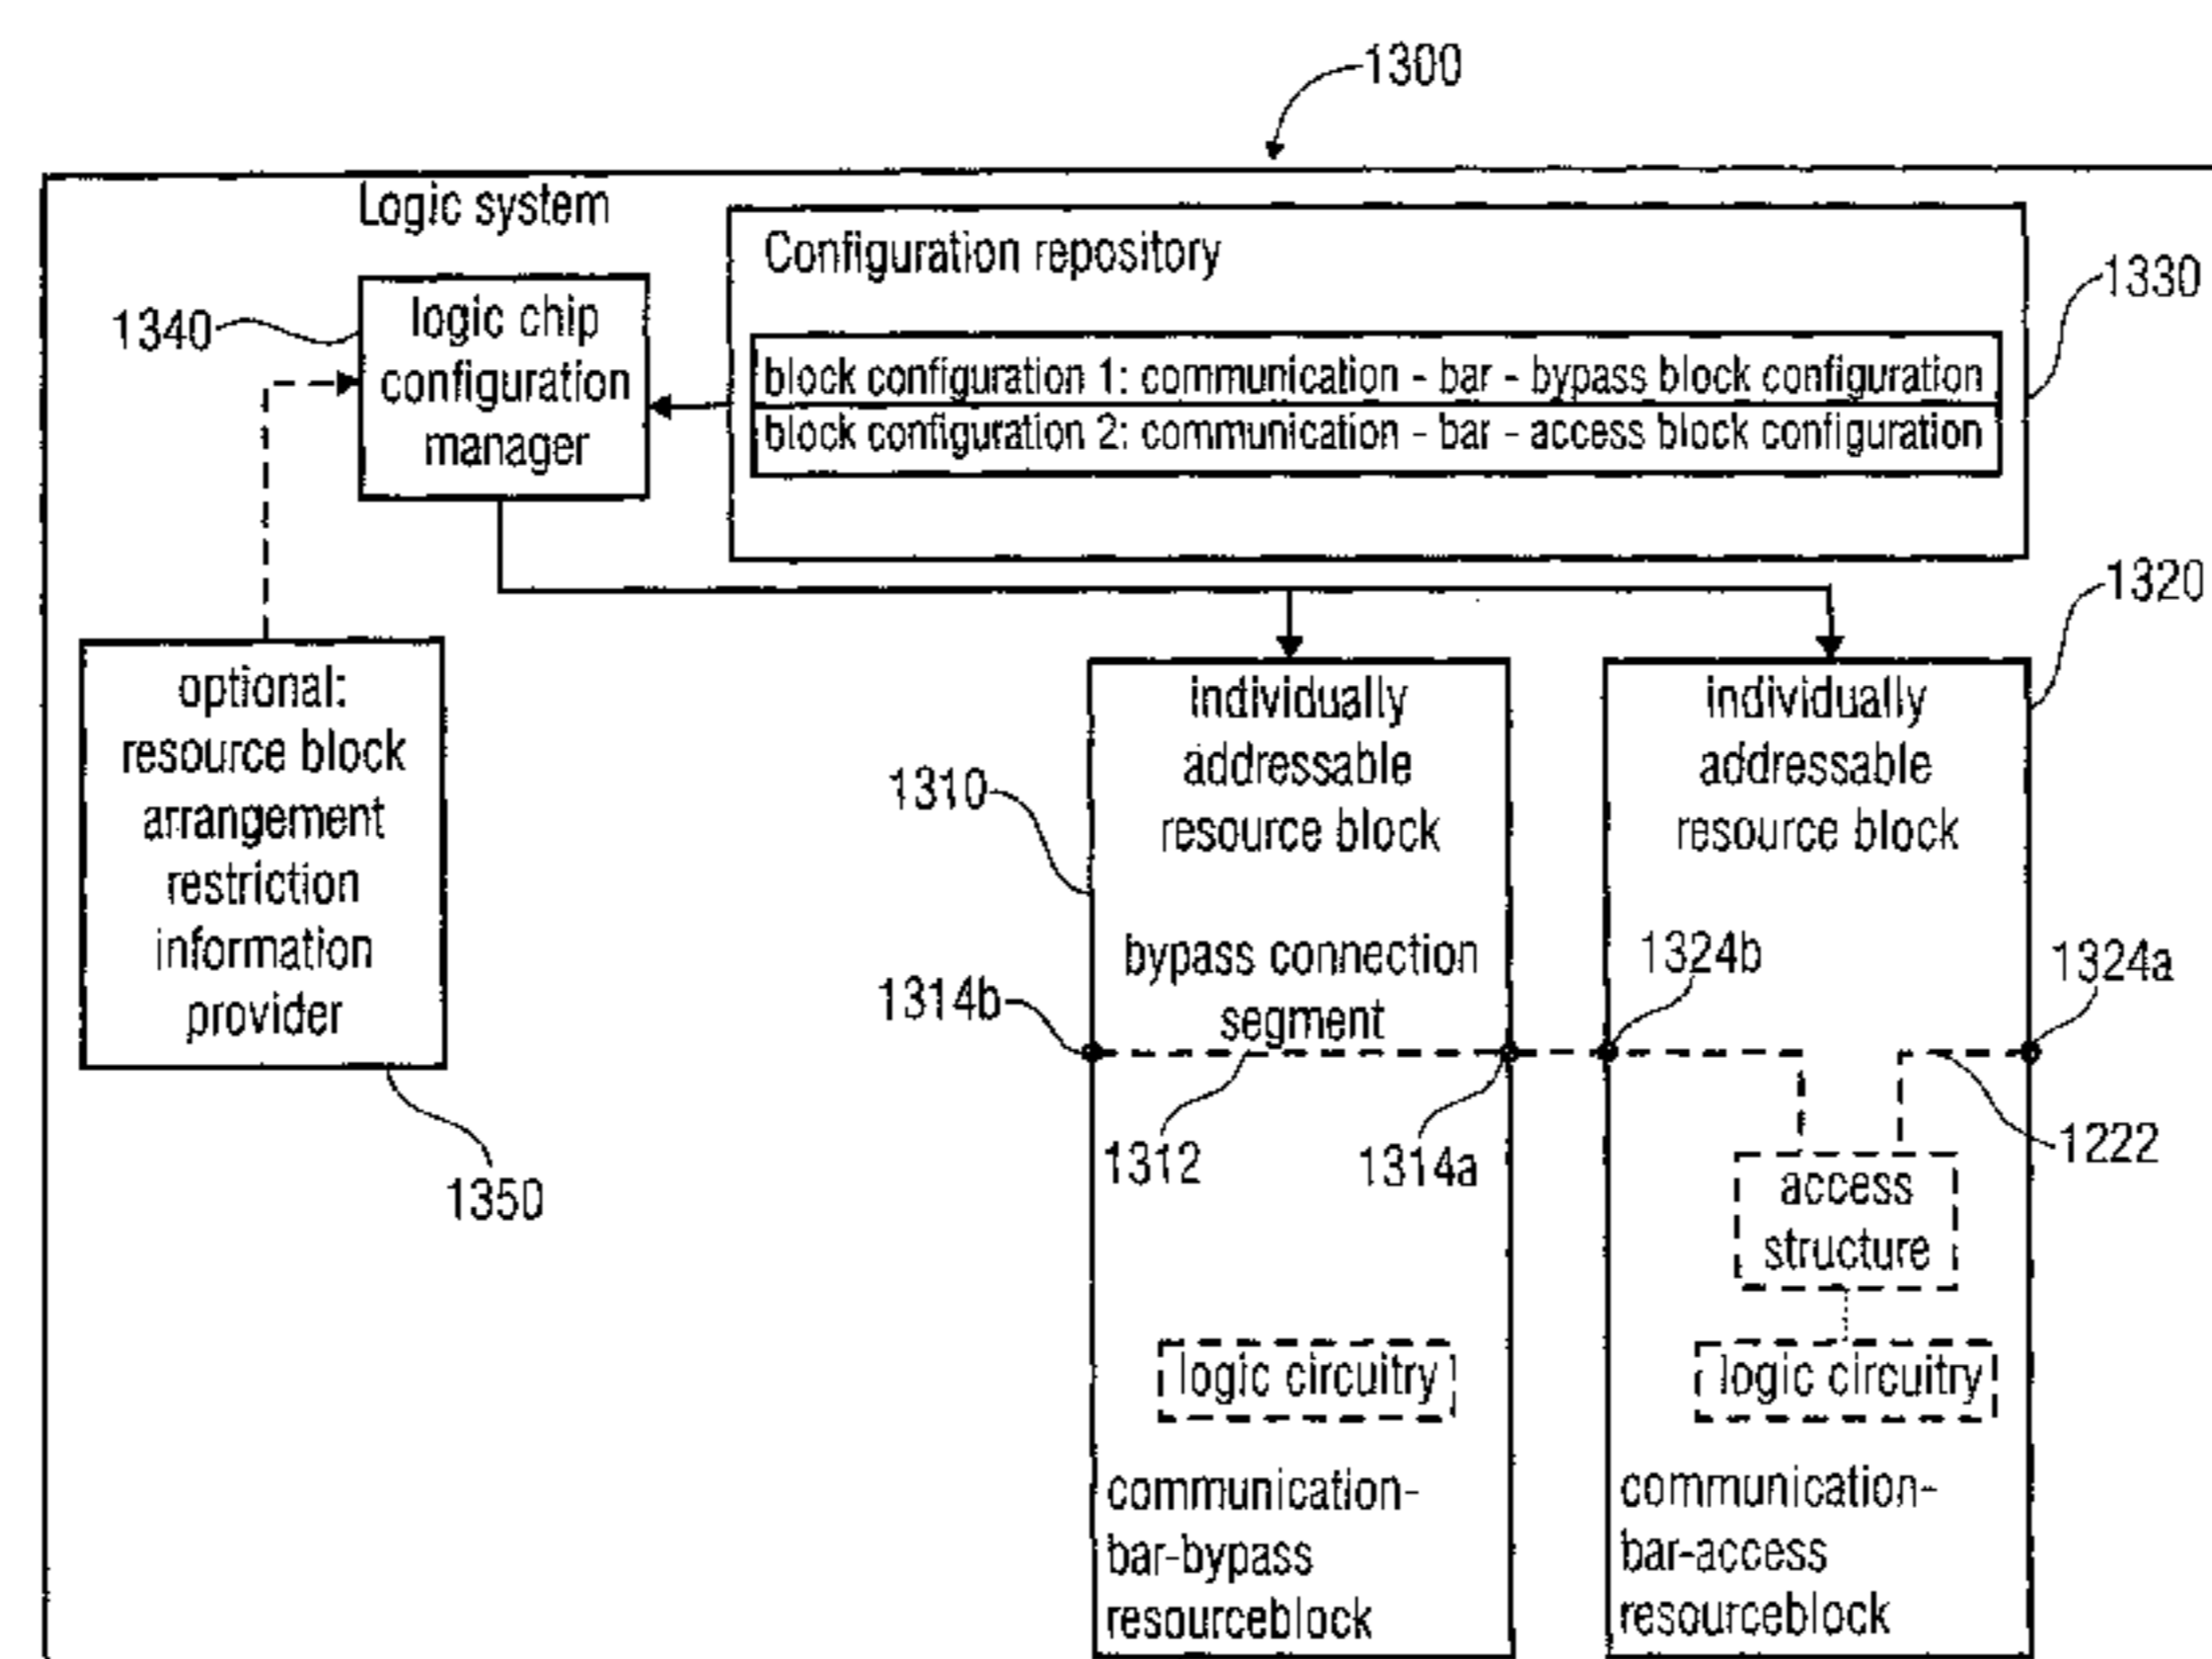 1300
Logic system
Configuration repository
1330
1340
logic chip
configuration
manager
block configuration 1: communication - bar - bypass block configuration
block configuration 2: communication - bar - access block configuration
1320
optional:
resource block
arrangement
restriction
information
provider
1350
individually
addressable
resource block
1310
bypass connection
segment
1314b
1312
1314a
logic circuitry
communication-
bar-bypass
resourceblock
individually
addressable
resource block
1324b
1324a
1222
access
structure
logic circuitry
communication-
bar-access
resourceblock